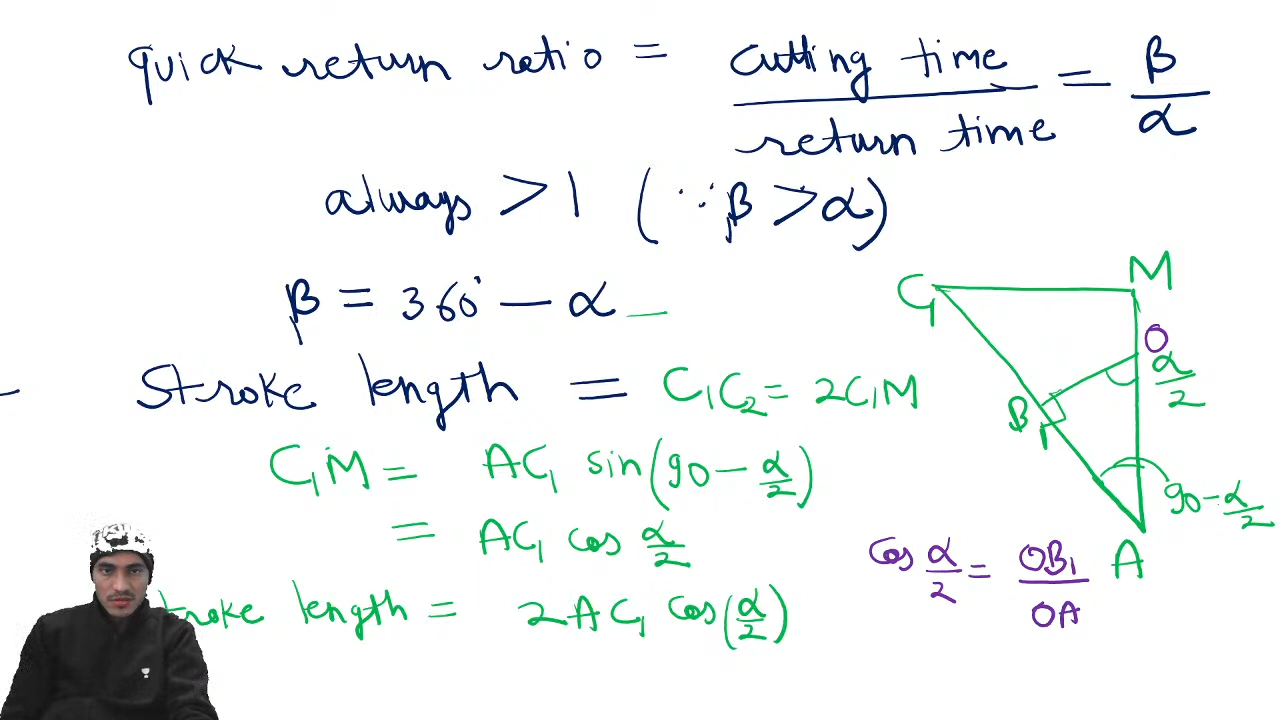 quick return ratio = cutting time / return time = β/α
always > 1 (∵ β > α)
β = 360° − α
Stroke length = C₁C₂ = 2C₁M
C₁M = AC₁ sin(90 − α/2)
= AC₁ cos α/2
stroke length = 2AC₁ cos(α/2)
C₁
M
O
α/2
B₁
90 − α/2
A
cos α/2 = OB₁/OA